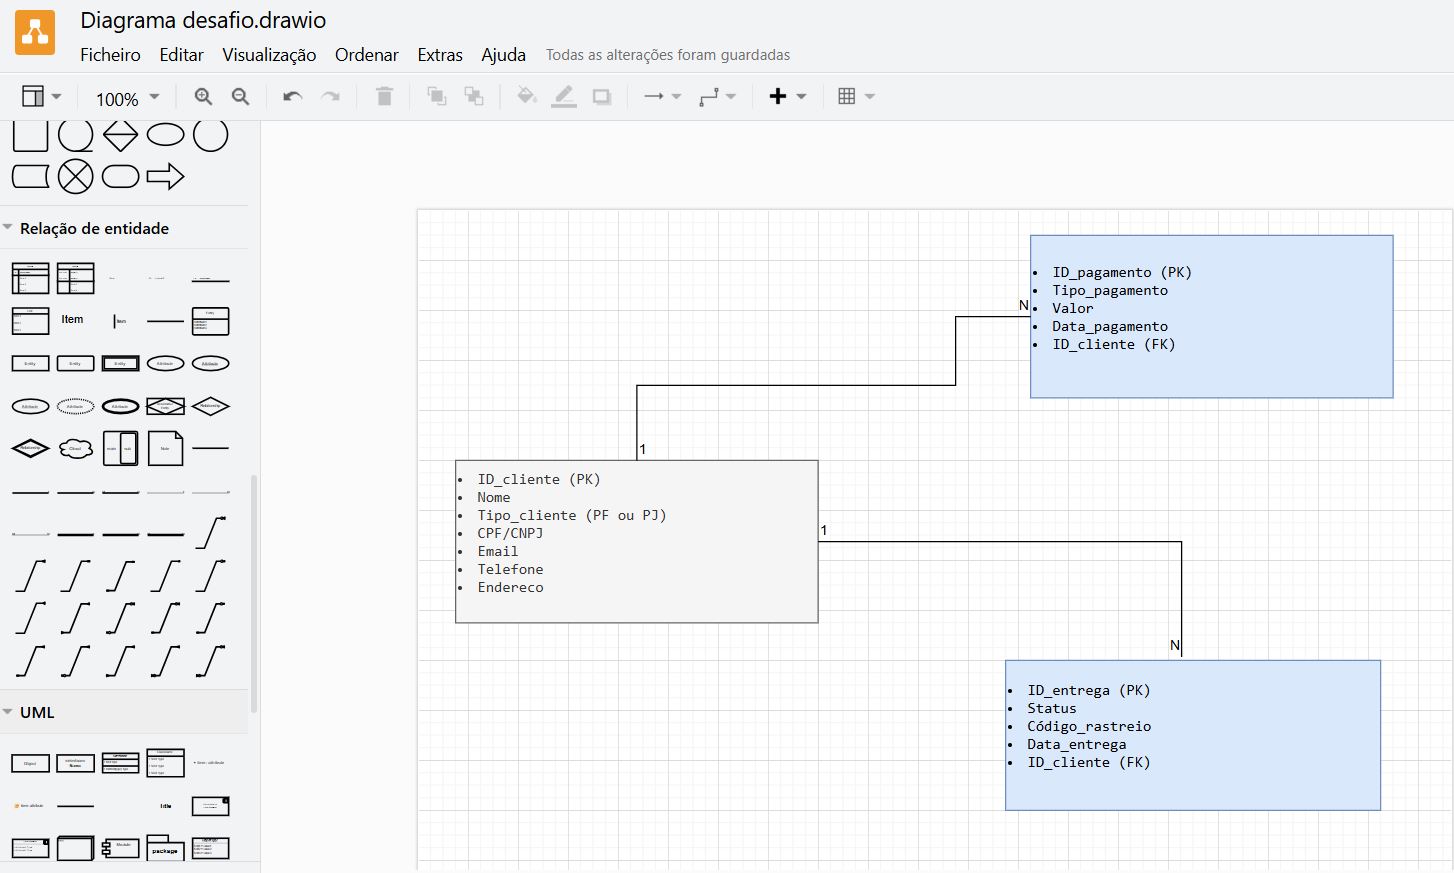 Diagrama desafio.drawio
Ficheiro Editar Visualização Ordenar Extras Ajuda Todas as alterações foram guardadas
100%
Relação de entidade
Item
UML
Title
package
ID_pagamento (PK)
Tipo_pagamento
Valor
Data_pagamento
ID_cliente (FK)
N
1
ID_cliente (PK)
Nome
Tipo_cliente (PF ou PJ)
CPF/CNPJ
Email
Telefone
Endereco
1
N
ID_entrega (PK)
Status
Código_rastreio
Data_entrega
ID_cliente (FK)